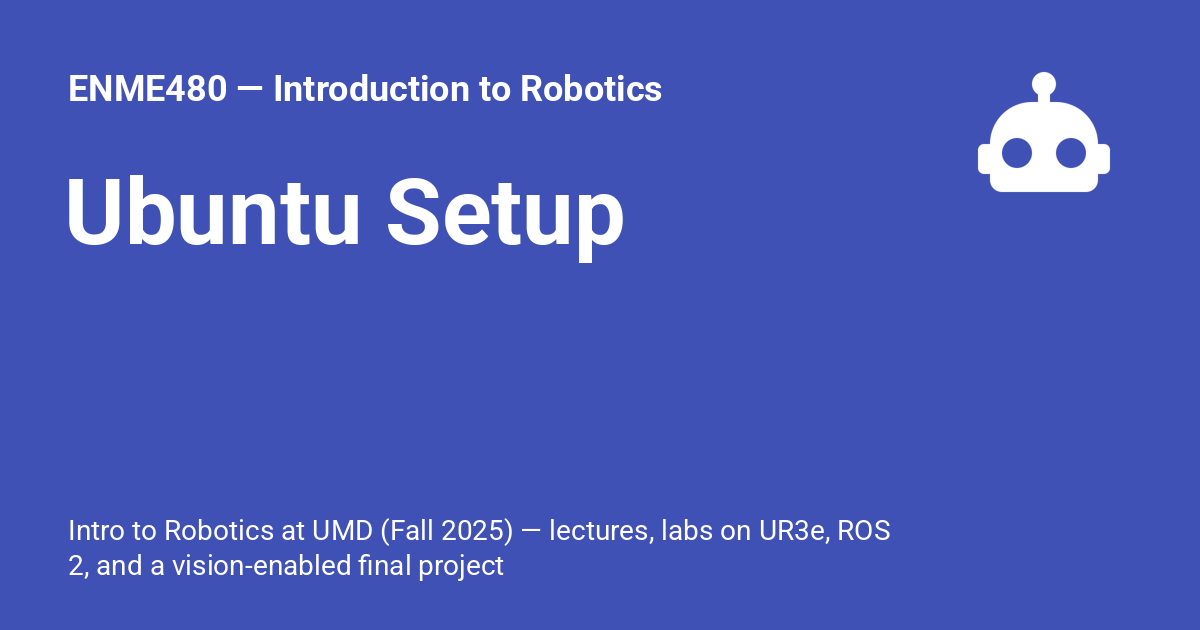 ENME480 — Introduction to Robotics
Ubuntu Setup
Intro to Robotics at UMD (Fall 2025) — lectures, labs on UR3e, ROS
2, and a vision-enabled final project